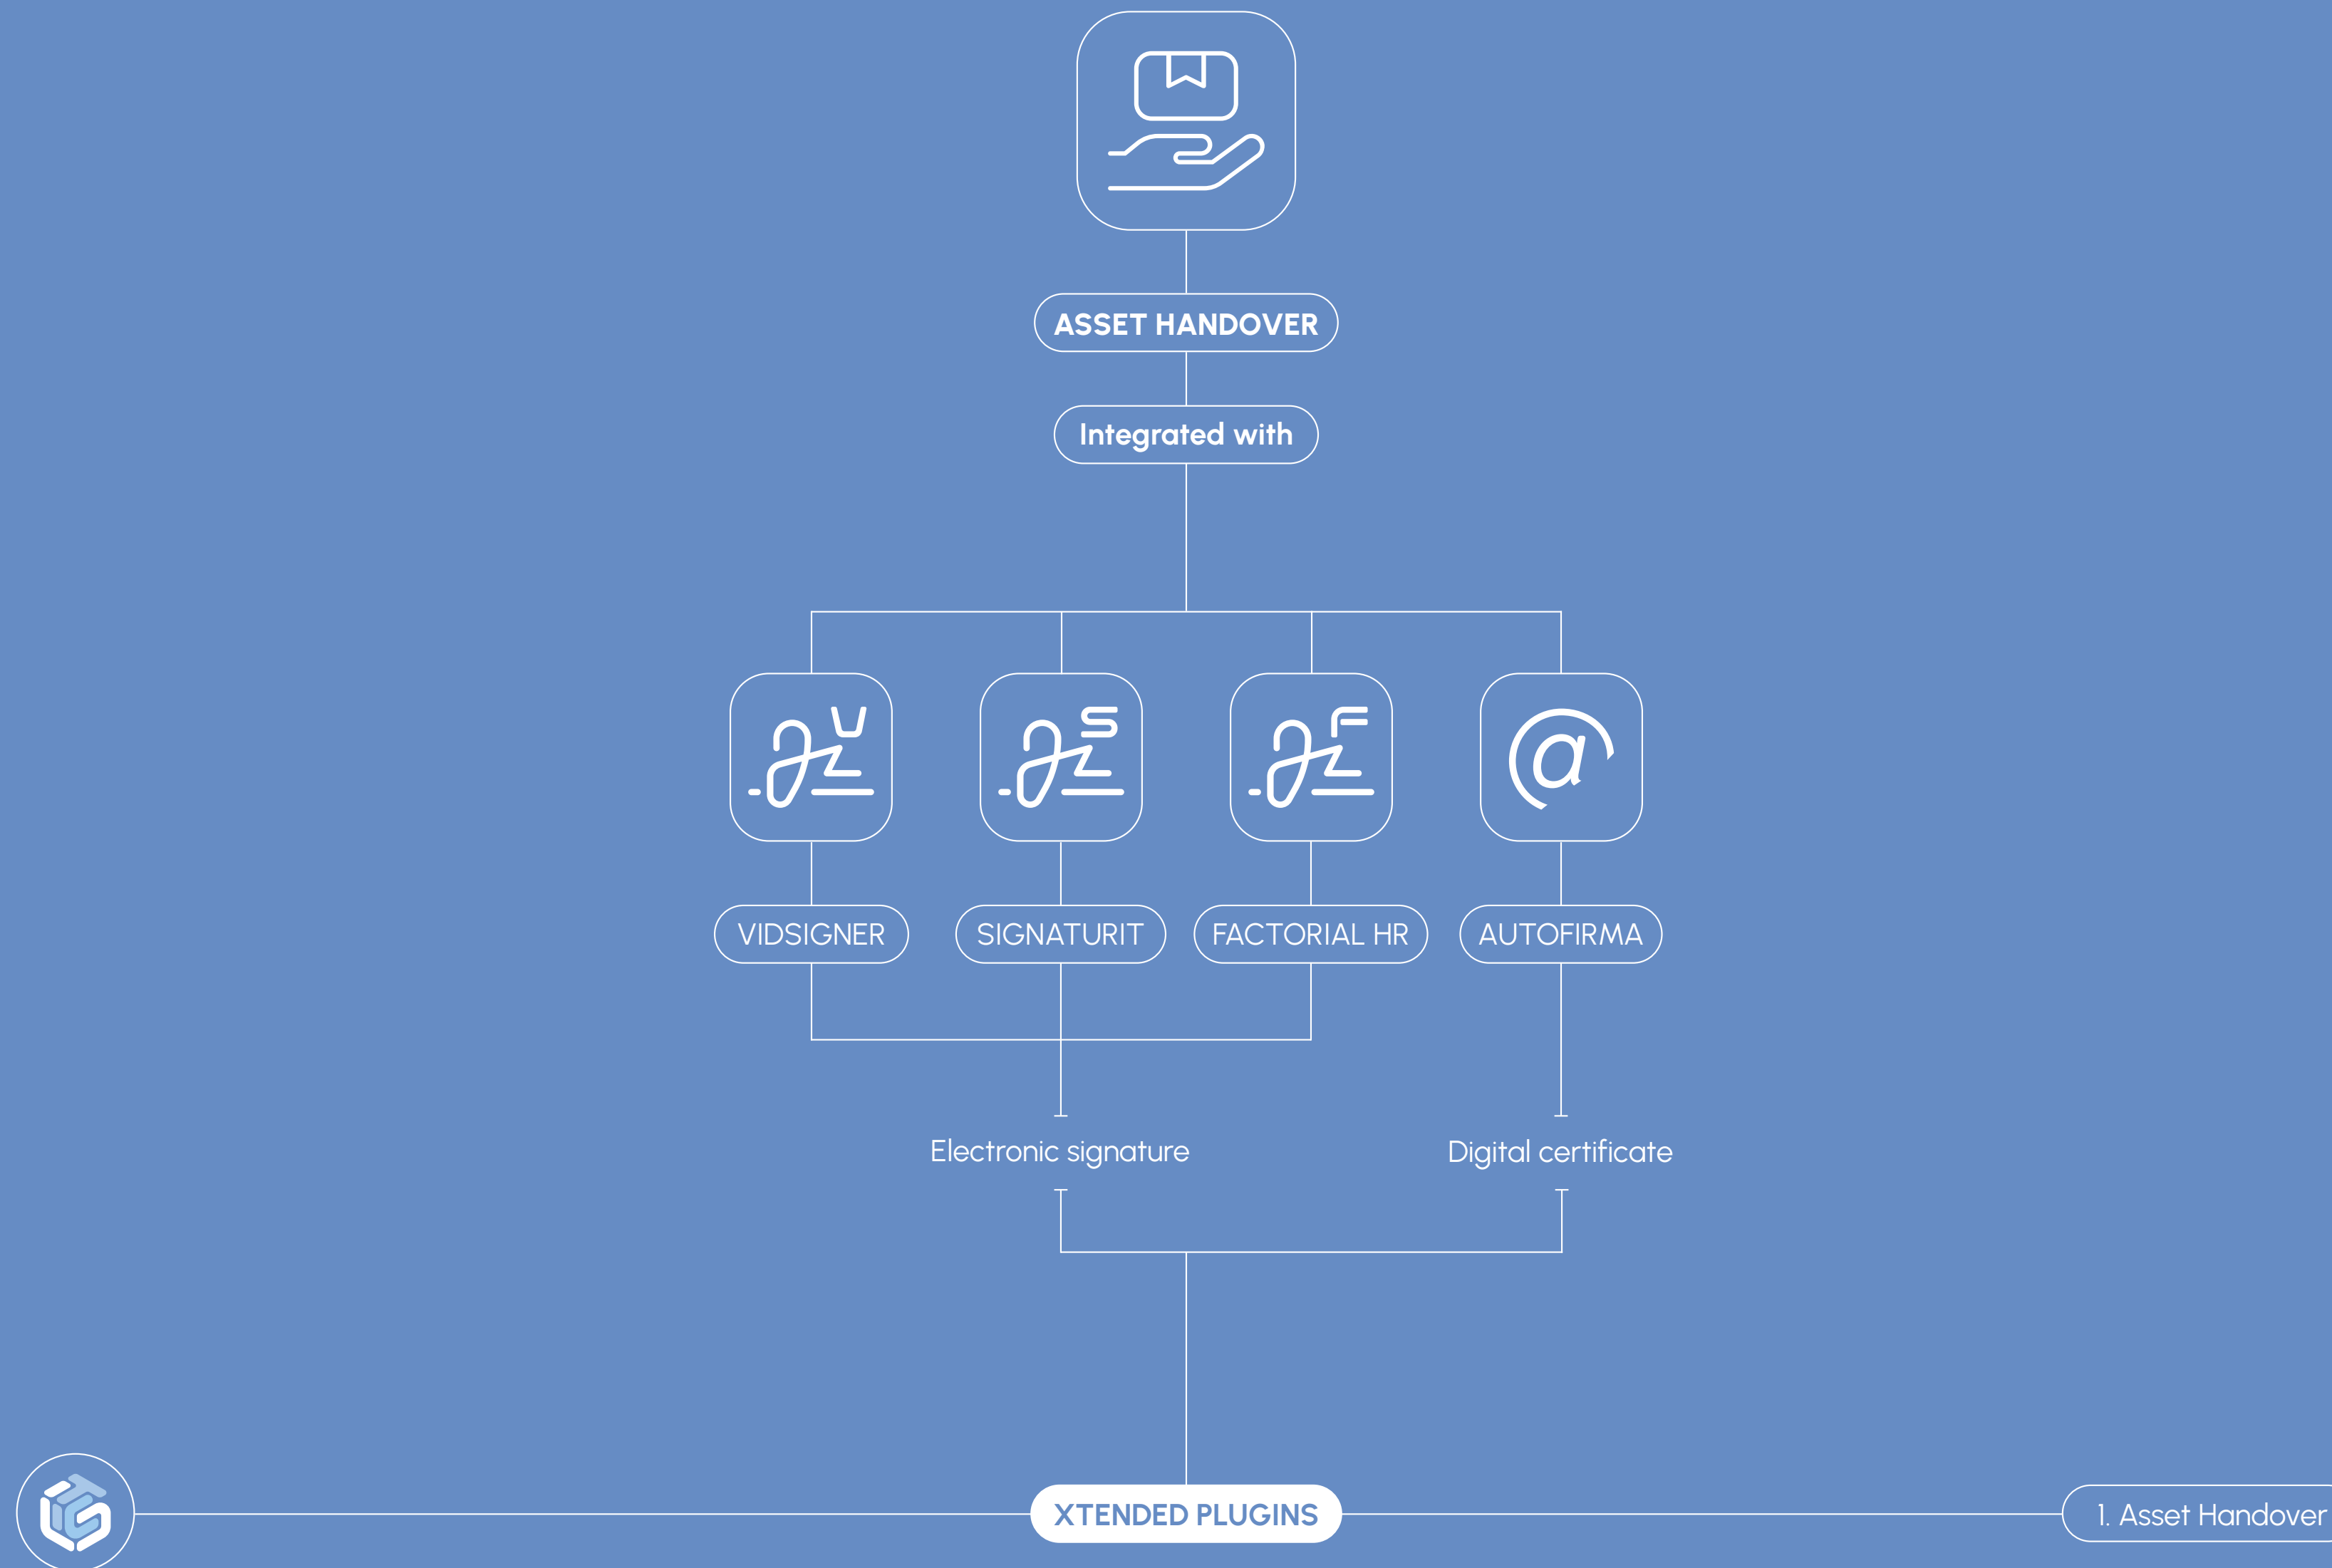 ASSET HANDOVER
Integrated with
VIDSIGNER
SIGNATURIT
FACTORIAL HR
AUTOFIRMA
Electronic signature
Digital certificate
XTENDED PLUGINS
1. Asset Handover